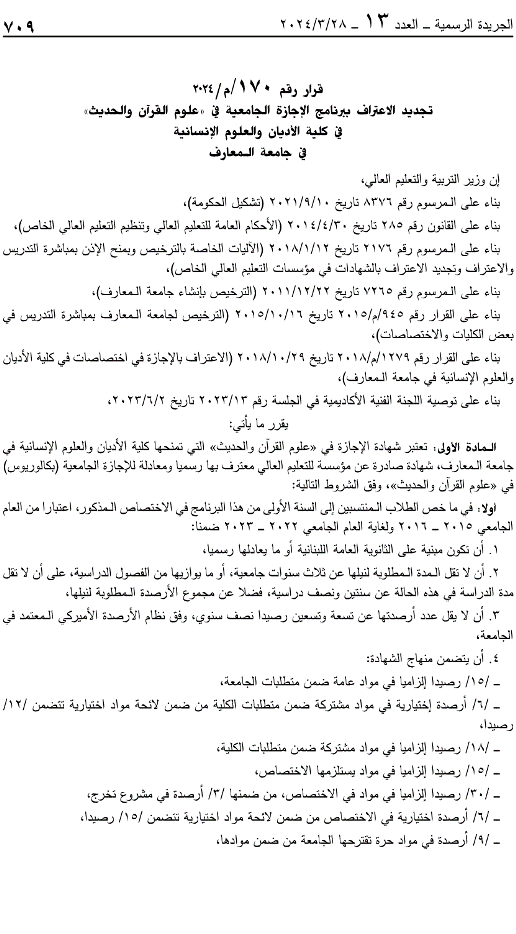 الجريدة الرسمية ــ العدد ١٣ ــ ٢٠٢٤/٣/٢٨
٧٠٩
قرار رقم ١٧٠/م/٢٠٢٤
تجديد الاعتراف ببرنامج الإجازة الجامعية في «علوم القرآن والحديث»
في كلية الأديان والعلوم الإنسانية
في جامعة المعارف
إن وزير التربية والتعليم العالي،
بناء على المرسوم رقم ٨٣٧٦ تاريخ ٢٠٢١/٩/١٠ (تشكيل الحكومة)،
بناء على القانون رقم ٢٨٥ تاريخ ٢٠١٤/٤/٣٠ (الأحكام العامة للتعليم العالي وتنظيم التعليم العالي الخاص)،
بناء على المرسوم رقم ٢١٧٦ تاريخ ٢٠١٨/١/١٢ (الآليات الخاصة بالترخيص وبمنح الإذن بمباشرة التدريس
والاعتراف وتجديد الاعتراف بالشهادات في مؤسسات التعليم العالي الخاص)،
بناء على المرسوم رقم ٧٢٦٥ تاريخ ٢٠١١/١٢/٢٢ (الترخيص بإنشاء جامعة المعارف)،
بناء على القرار رقم ٩٤٥/م/٢٠١٥ تاريخ ٢٠١٥/١٠/١٦ (الترخيص لجامعة المعارف بمباشرة التدريس في
بعض الكليات والاختصاصات)،
بناء على القرار رقم ١٢٧٩/م/٢٠١٨ تاريخ ٢٠١٨/١٠/٢٩ (الاعتراف بالإجازة في اختصاصات في كلية الأديان
والعلوم الإنسانية في جامعة المعارف)،
بناء على توصية اللجنة الفنية الأكاديمية في الجلسة رقم ٢٠٢٣/١٣ تاريخ ٢٠٢٣/٦/٢،
يقرر ما يأتي:
المادة الأولى: تعتبر شهادة الإجازة في «علوم القرآن والحديث» التي تمنحها كلية الأديان والعلوم الإنسانية في
جامعة المعارف، شهادة صادرة عن مؤسسة للتعليم العالي معترف بها رسميا ومعادلة للإجازة الجامعية (بكالوريوس)
في «علوم القرآن والحديث»، وفق الشروط التالية:
أولا: في ما خص الطلاب المنتسبين إلى السنة الأولى من هذا البرنامج في الاختصاص المذكور، اعتبارا من العام
الجامعي ٢٠١٥ ــ ٢٠١٦ ولغاية العام الجامعي ٢٠٢٢ ــ ٢٠٢٣ ضمنا:
١. أن تكون مبنية على الثانوية العامة اللبنانية أو ما يعادلها رسميا،
٢. أن لا تقل المدة المطلوبة لنيلها عن ثلاث سنوات جامعية، أو ما يوازيها من الفصول الدراسية، على أن لا تقل
مدة الدراسة في هذه الحالة عن سنتين ونصف دراسية، فضلا عن مجموع الأرصدة المطلوبة لنيلها،
٣. أن لا يقل عدد أرصدتها عن تسعة وتسعين رصيدا نصف سنوي، وفق نظام الأرصدة الأميركي المعتمد في
الجامعة،
٤. أن يتضمن منهاج الشهادة:
ــ /١٥/ رصيدا إلزاميا في مواد عامة ضمن متطلبات الجامعة،
ــ /٦/ أرصدة إختيارية في مواد مشتركة ضمن متطلبات الكلية من ضمن لائحة مواد اختيارية تتضمن /١٢/
رصيدا،
ــ /١٨/ رصيدا إلزاميا في مواد مشتركة ضمن متطلبات الكلية،
ــ /١٥/ رصيدا إلزاميا في مواد يستلزمها الاختصاص،
ــ /٣٠/ رصيدا إلزاميا في مواد في الاختصاص، من ضمنها /٣/ أرصدة في مشروع تخرج،
ــ /٦/ أرصدة اختيارية في الاختصاص من ضمن لائحة مواد اختيارية تتضمن /١٥/ رصيدا،
ــ /٩/ أرصدة في مواد حرة تقترحها الجامعة من ضمن موادها،